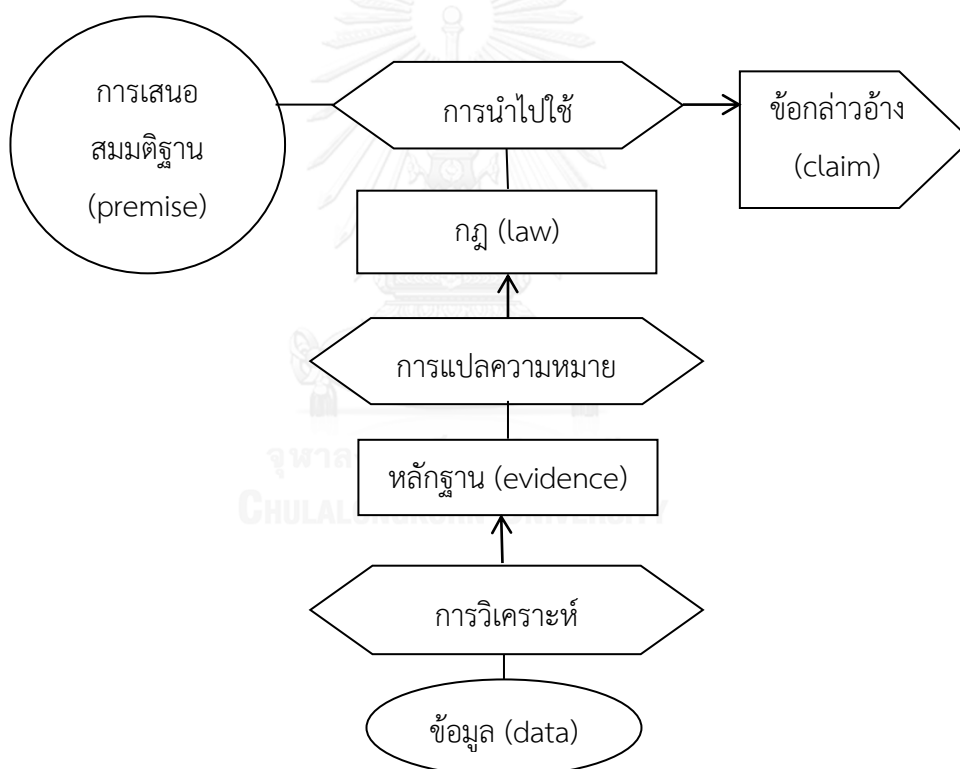 การเสนอ
สมมติฐาน
(premise)
การนำไปใช้
ข้อกล่าวอ้าง
(claim)
กฎ (law)
การแปลความหมาย
หลักฐาน (evidence)
CHULALONGKORN UNIVERSITY
การวิเคราะห์
ข้อมูล (data)